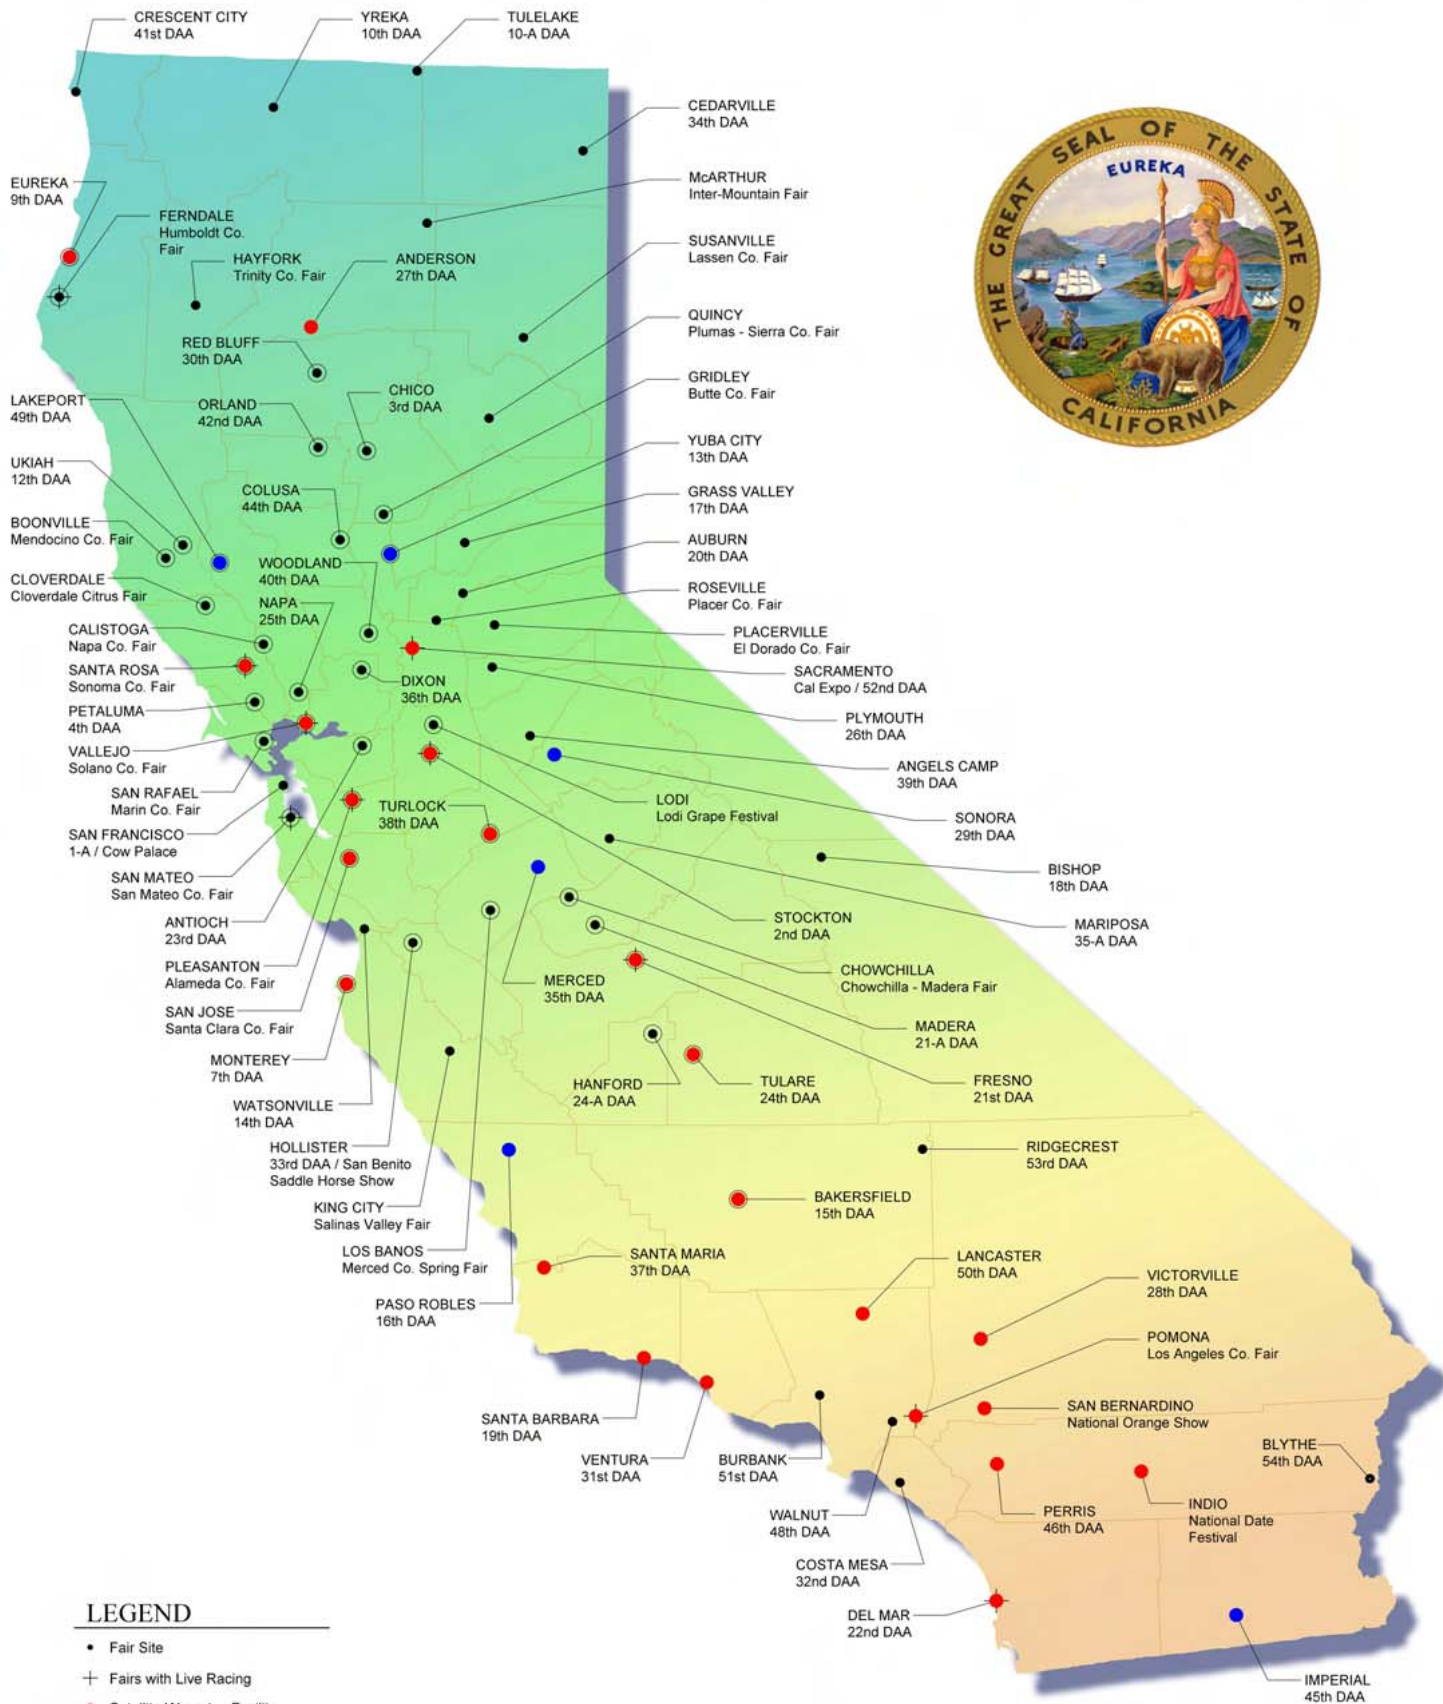 CRESCENT CITY
41st DAA
YREKA
10th DAA
TULELAKE
10-A DAA
CEDARVILLE
34th DAA
McARTHUR
Inter-Mountain Fair
EUREKA
9th DAA
FERNDALE
Humboldt Co.
Fair
HAYFORK
Trinity Co. Fair
ANDERSON
27th DAA
SUSANVILLE
Lassen Co. Fair
QUINCY
Plumas - Sierra Co. Fair
RED BLUFF
30th DAA
GRIDLEY
Butte Co. Fair
LAKEPORT
49th DAA
ORLAND
42nd DAA
CHICO
3rd DAA
YUBA CITY
13th DAA
UKIAH
12th DAA
COLUSA
44th DAA
GRASS VALLEY
17th DAA
BOONVILLE
Mendocino Co. Fair
AUBURN
20th DAA
WOODLAND
40th DAA
CLOVERDALE
Cloverdale Citrus Fair
ROSEVILLE
Placer Co. Fair
NAPA
25th DAA
CALISTOGA
Napa Co. Fair
PLACERVILLE
El Dorado Co. Fair
SANTA ROSA
Sonoma Co. Fair
SACRAMENTO
Cal Expo / 52nd DAA
DIXON
36th DAA
PETALUMA
4th DAA
PLYMOUTH
26th DAA
VALLEJO
Solano Co. Fair
ANGELS CAMP
39th DAA
SAN RAFAEL
Marin Co. Fair
TURLOCK
38th DAA
LODI
Lodi Grape Festival
SONORA
29th DAA
SAN FRANCISCO
1-A / Cow Palace
BISHOP
18th DAA
SAN MATEO
San Mateo Co. Fair
ANTIOCH
23rd DAA
STOCKTON
2nd DAA
MARIPOSA
35-A DAA
PLEASANTON
Alameda Co. Fair
MERCED
35th DAA
CHOWCHILLA
Chowchilla - Madera Fair
SAN JOSE
Santa Clara Co. Fair
MADERA
21-A DAA
MONTEREY
7th DAA
HANFORD
24-A DAA
TULARE
24th DAA
FRESNO
21st DAA
WATSONVILLE
14th DAA
HOLLISTER
33rd DAA / San Benito
Saddle Horse Show
RIDGECREST
53rd DAA
KING CITY
Salinas Valley Fair
BAKERSFIELD
15th DAA
LOS BANOS
Merced Co. Spring Fair
SANTA MARIA
37th DAA
LANCASTER
50th DAA
VICTORVILLE
28th DAA
PASO ROBLES
16th DAA
POMONA
Los Angeles Co. Fair
SANTA BARBARA
19th DAA
SAN BERNARDINO
National Orange Show
VENTURA
31st DAA
BURBANK
51st DAA
BLYTHE
54th DAA
WALNUT
48th DAA
PERRIS
46th DAA
INDIO
National Date
Festival
COSTA MESA
32nd DAA
DEL MAR
22nd DAA
IMPERIAL
45th DAA
THE GREAT SEAL OF THE STATE OF CALIFORNIA
EUREKA
LEGEND
Fair Site
Fairs with Live Racing